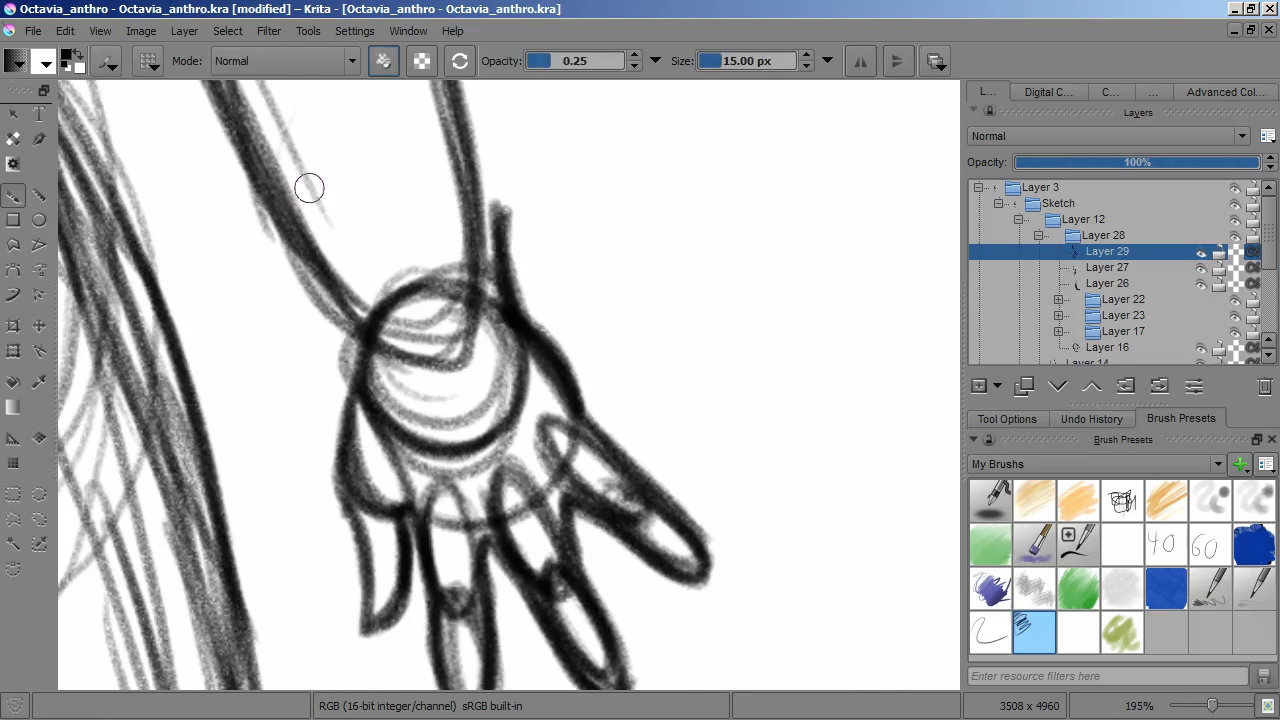 Octavia_anthro - Octavia_anthro.kra [modified] – Krita - [Octavia_anthro.kra]
File Edit View Image Layer Select Filter Tools Settings Window Help
Mode: Normal Opacity: 0.25 Size: 15.00 px
L... Digital C... C... ... Advanced Col...
Layers
Normal
Opacity: 100%
Layer 3
Sketch
Layer 12
Layer 28
Layer 29
Layer 27
Layer 26
Layer 22
Layer 23
Layer 17
Layer 16
Layer 14
Tool Options Undo History Brush Presets
Brush Presets
My Brushs
40 60
Enter resource filters here
RGB (16-bit integer/channel) sRGB built-in 3508 x 4960 195%